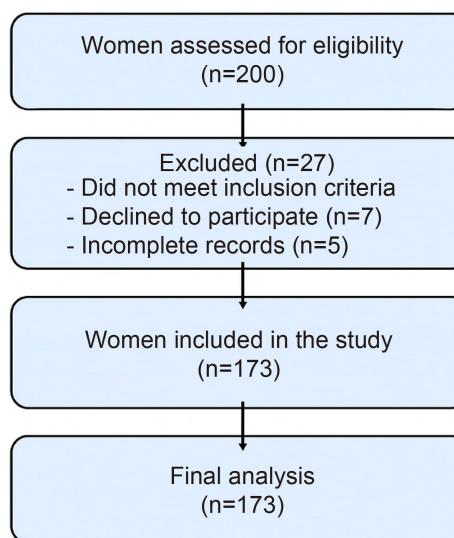 Women assessed for eligibility
(n=200)
Excluded (n=27)
- Did not meet inclusion criteria
- Declined to participate (n=7)
- Incomplete records (n=5)
Women included in the study
(n=173)
Final analysis
(n=173)